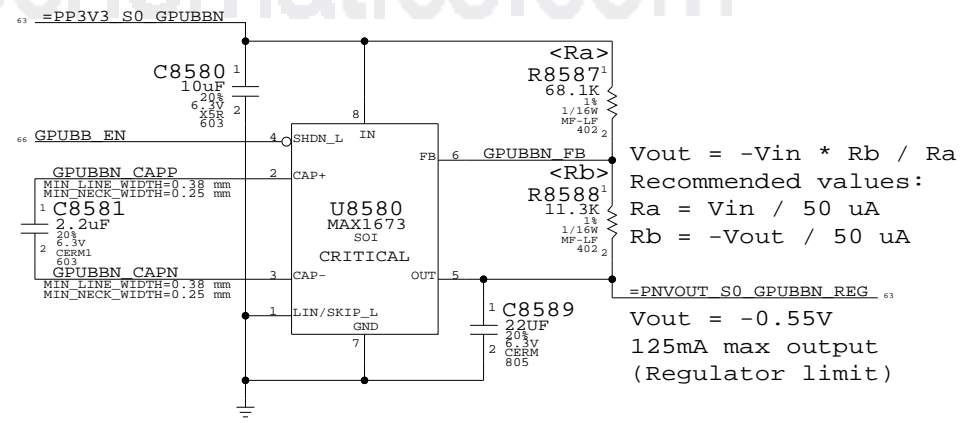 63 =PP3V3_S0_GPUBBN
C8580 1
10uF
20%
6.3V
X5R 2
603
<Ra>
R8587 1
68.1K
1%
1/16W
MF-LF
402 2
8
IN
66 GPUBB_EN 4 SHDN_L
FB 6 GPUBBN_FB
Vout = -Vin * Rb / Ra
Recommended values:
Ra = Vin / 50 uA
Rb = -Vout / 50 uA
<Rb>
R8588 1
11.3K
1%
1/16W
MF-LF
402 2
GPUBBN_CAPP 2 CAP+
MIN_LINE_WIDTH=0.38 mm
MIN_NECK_WIDTH=0.25 mm
1 C8581
2.2uF
20%
6.3V
2 CERM1
603
U8580
MAX1673
SOI
CRITICAL
GPUBBN_CAPN 3 CAP-
MIN_LINE_WIDTH=0.38 mm
MIN_NECK_WIDTH=0.25 mm
OUT 5
1 LIN/SKIP_L
GND
7
1 C8589
22UF
20%
6.3V
2 CERM
805
=PNVOUT_S0_GPUBBN_REG 63
Vout = -0.55V
125mA max output
(Regulator limit)